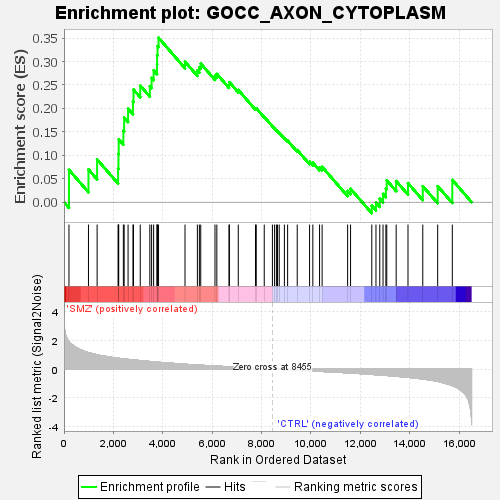 Enrichment plot: GOCC_AXON_CYTOPLASM
Enrichment score (ES)
0.35
0.30
0.25
0.20
0.15
0.10
0.05
0.00
'SMZ' (positively correlated)
Ranked list metric (Signal2Noise)
4
2
0
-2
-4
Zero cross at 8455
'CTRL' (negatively correlated)
0 2,000 4,000 6,000 8,000 10,000 12,000 14,000 16,000
Rank in Ordered Dataset
Enrichment profile Hits Ranking metric scores